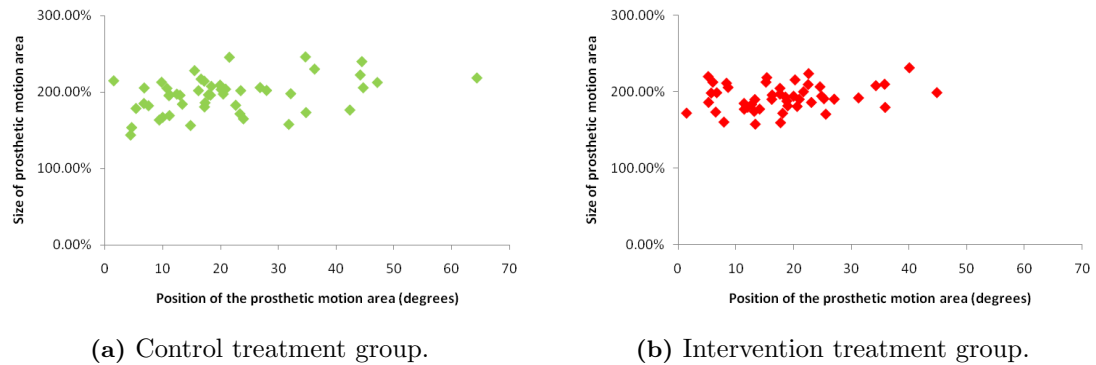 300.00%
200.00%
100.00%
0.00%
Size of prosthetic motion area
0 10 20 30 40 50 60 70
Position of the prosthetic motion area (degrees)
(a) Control treatment group.
300.00%
200.00%
100.00%
0.00%
Size of prosthetic motion area
0 10 20 30 40 50 60 70
Position of the prosthetic motion area (degrees)
(b) Intervention treatment group.